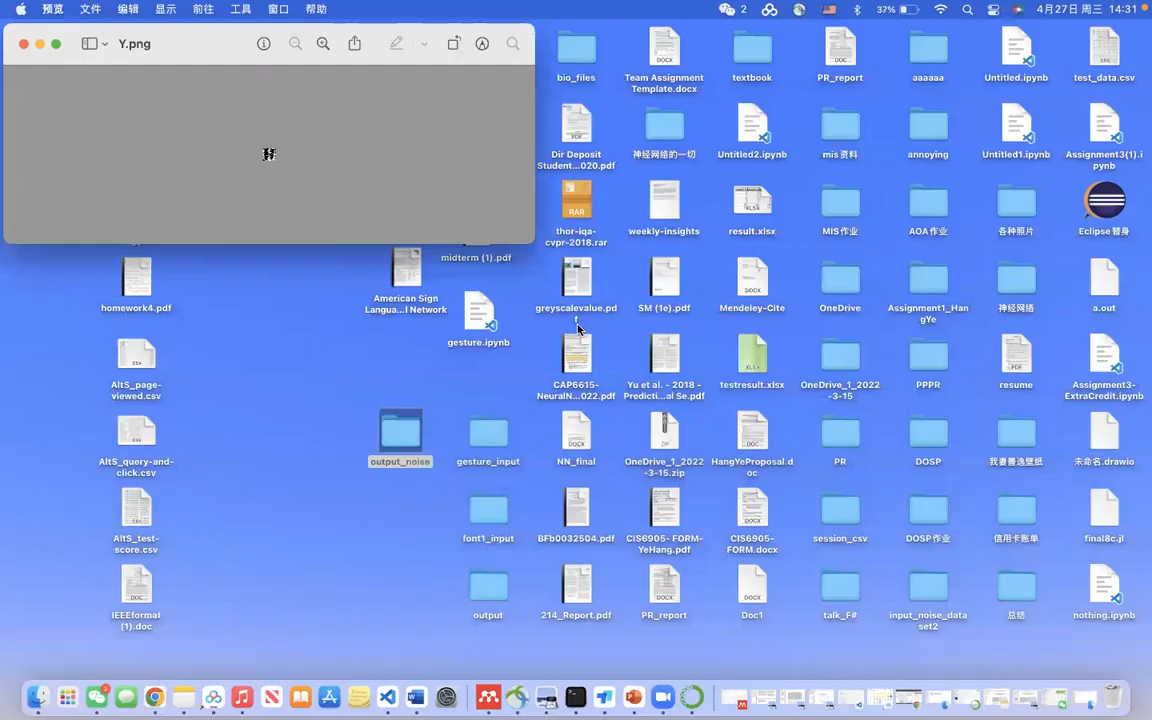 预览 文件 编辑 显示 前往 工具 窗口 帮助
2 37% 4月27日 周三 14:31
Y.png
bio_files
Team Assignment Template.docx
textbook
PR_report
aaaaaa
Untitled.ipynb
test_data.csv
Dir Deposit Student...020.pdf
神经网络的一切
Untitled2.ipynb
mis资料
annoying
Untitled1.ipynb
Assignment3(1).ipynb
RAR
thor-iqa-cvpr-2018.rar
weekly-insights
result.xlsx
MIS作业
AOA作业
各种照片
Eclipse 替身
midterm (1).pdf
homework4.pdf
American Sign Langua...l Network
gesture.ipynb
greyscalevalue.pdf
SM (1e).pdf
Mendeley-Cite
OneDrive
Assignment1_HangYe
神经网络
a.out
AltS_page-viewed.csv
CAP6615-NeuralN...022.pdf
Yu et al. - 2018 - Predicti...al Se.pdf
testresult.xlsx
OneDrive_1_2022-3-15
PPPR
resume
Assignment3-ExtraCredit.ipynb
AltS_query-and-click.csv
output_noise
gesture_input
NN_final
OneDrive_1_2022-3-15.zip
HangYeProposal.doc
PR
DOSP
我妻善逸壁纸
未命名.drawio
AltS_test-score.csv
font1_input
BFb0032504.pdf
CIS6905- FORM-YeHang.pdf
CIS6905-FORM.docx
session_csv
DOSP作业
信用卡账单
final8c.jl
IEEEformat (1).doc
output
214_Report.pdf
PR_report
Doc1
talk_F#
input_noise_dataset2
总结
nothing.ipynb